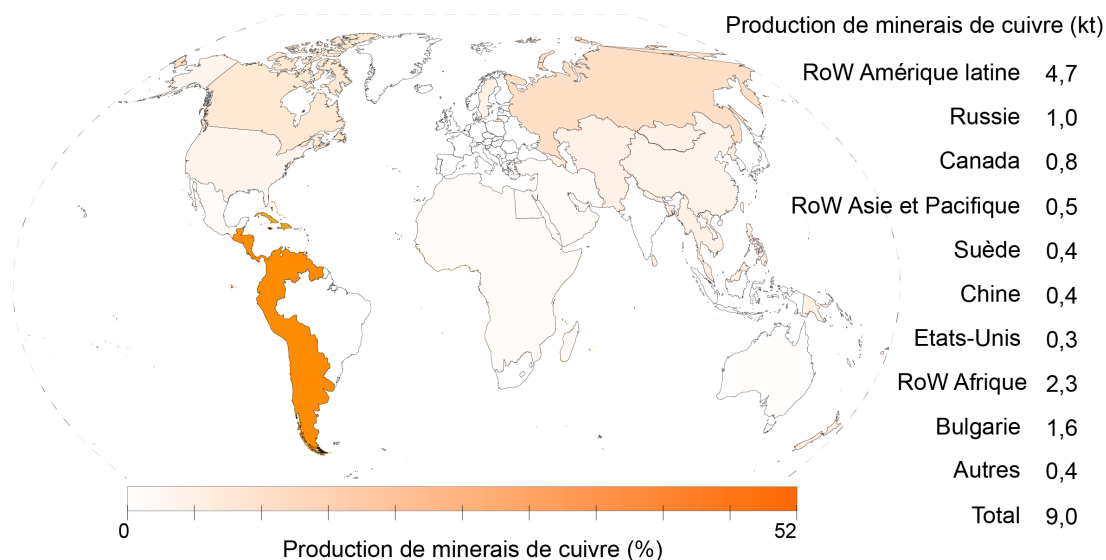 Production de minerais de cuivre (kt)
RoW Amérique latine 4,7
Russie 1,0
Canada 0,8
RoW Asie et Pacifique 0,5
Suède 0,4
Chine 0,4
Etats-Unis 0,3
RoW Afrique 2,3
Bulgarie 1,6
Autres 0,4
Total 9,0
0 52
Production de minerais de cuivre (%)